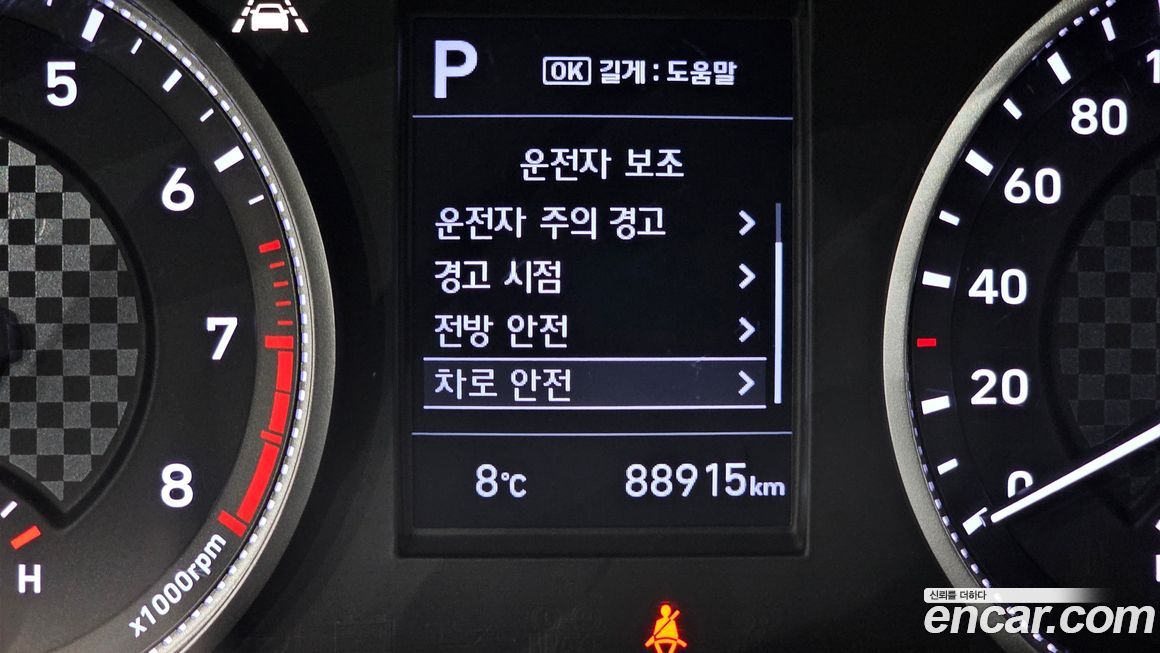 P
OK 길게 : 도움말
운전자 보조
운전자 주의 경고
경고 시점
전방 안전
차로 안전
8℃ 88915km
5
6
7
8
x1000rpm
H
80
60
40
20
0
신뢰를 더하다
encar.com